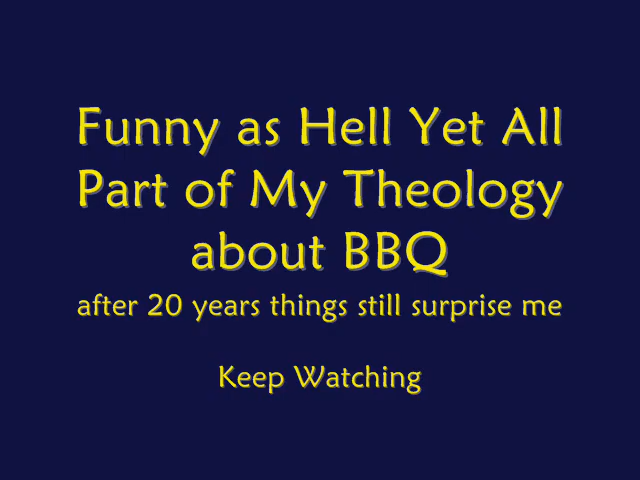 Funny as Hell Yet All
Part of My Theology
about BBQ
after 20 years things still surprise me
Keep Watching